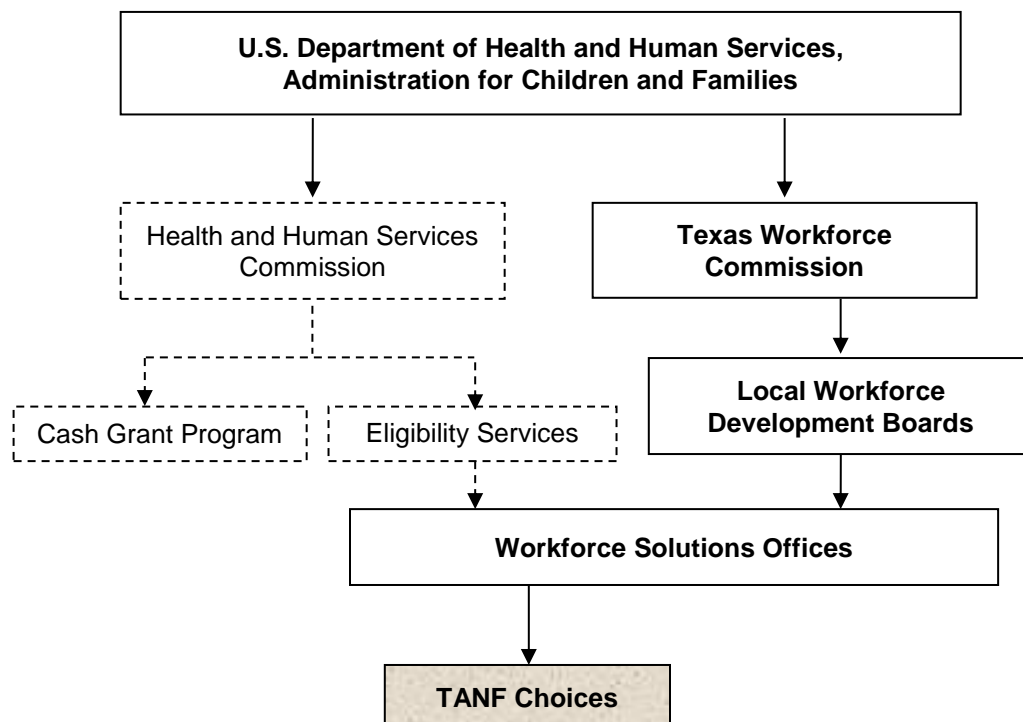 U.S. Department of Health and Human Services,
Administration for Children and Families
Health and Human Services
Commission
Texas Workforce
Commission
Local Workforce
Development Boards
Cash Grant Program
Eligibility Services
Workforce Solutions Offices
TANF Choices